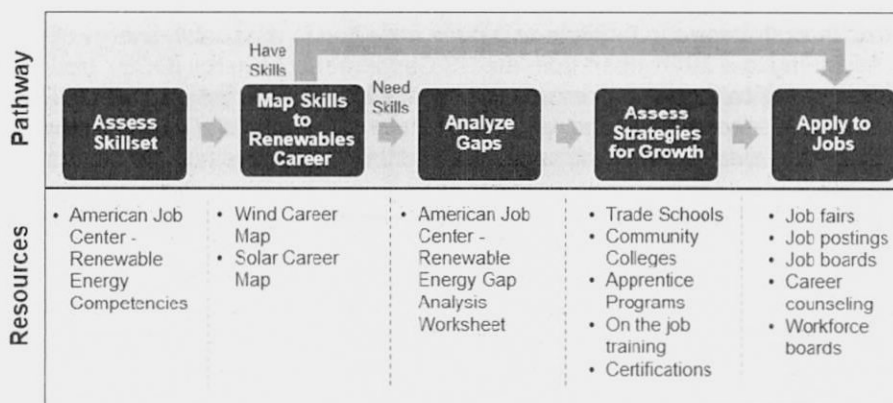 Pathway
Have
Skills
Need
Skills
Assess
Skillset
Map Skills
to
Renewables
Career
Analyze
Gaps
Assess
Strategies
for Growth
Apply to
Jobs
Resources
• American Job
Center -
Renewable
Energy
Competencies
• Wind Career
Map
• Solar Career
Map
• American Job
Center -
Renewable
Energy Gap
Analysis
Worksheet
• Trade Schools
• Community
Colleges
• Apprentice
Programs
• On the job
training
• Certifications
• Job fairs
• Job postings
• Job boards
• Career
counseling
• Workforce
boards